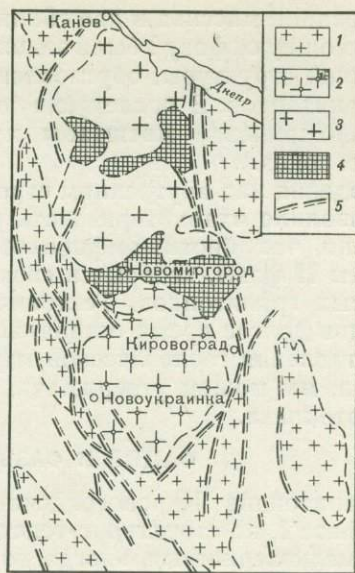 Канев
Днепр
1
2
3
4
5
Новомиргород
Кировоград
Новоукраинка